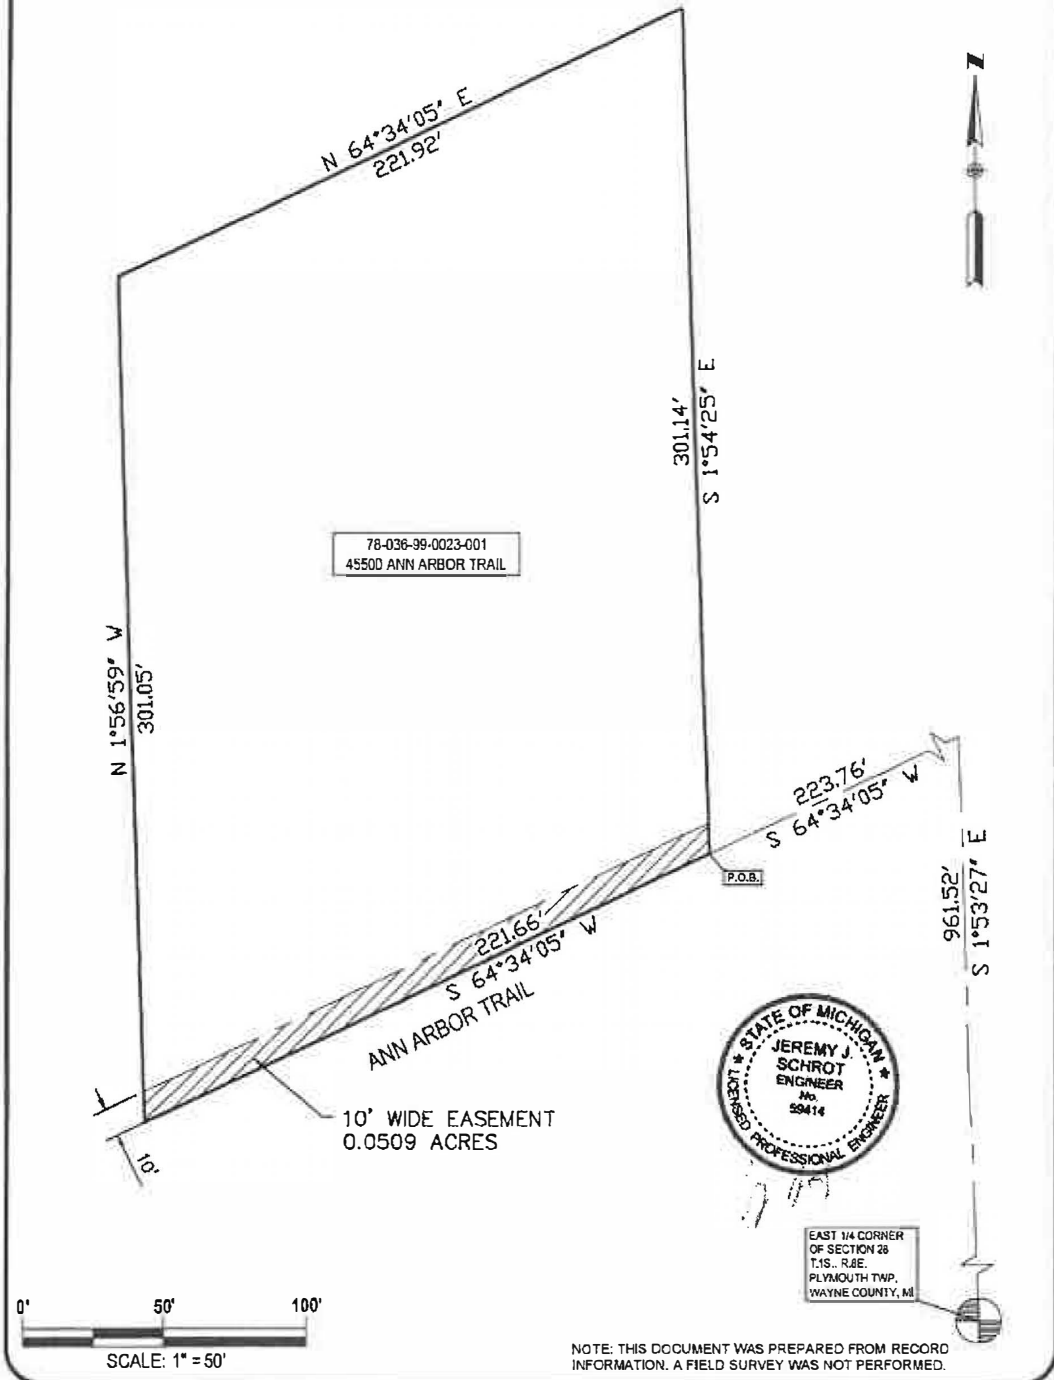 N 64°34'05" E
221.92'
Z
301.14'
S 1°54'25" E
78-036-99-0023-001
45500 ANN ARBOR TRAIL
N 1°56'59" W
301.05'
223.76'
S 64°34'05" W
P.O.B.
961.52'
S 1°53'27" E
221.66'
S 64°34'05" W
ANN ARBOR TRAIL
10' WIDE EASEMENT
0.0509 ACRES
10'
STATE OF MICHIGAN
JEREMY J.
SCHROT
ENGINEER
No.
59414
LICENSED PROFESSIONAL ENGINEER
EAST 1/4 CORNER
OF SECTION 26
T.1S., R.8E.
PLYMOUTH TWP,
WAYNE COUNTY, MI
0' 50' 100'
SCALE: 1" = 50'
NOTE: THIS DOCUMENT WAS PREPARED FROM RECORD
INFORMATION. A FIELD SURVEY WAS NOT PERFORMED.